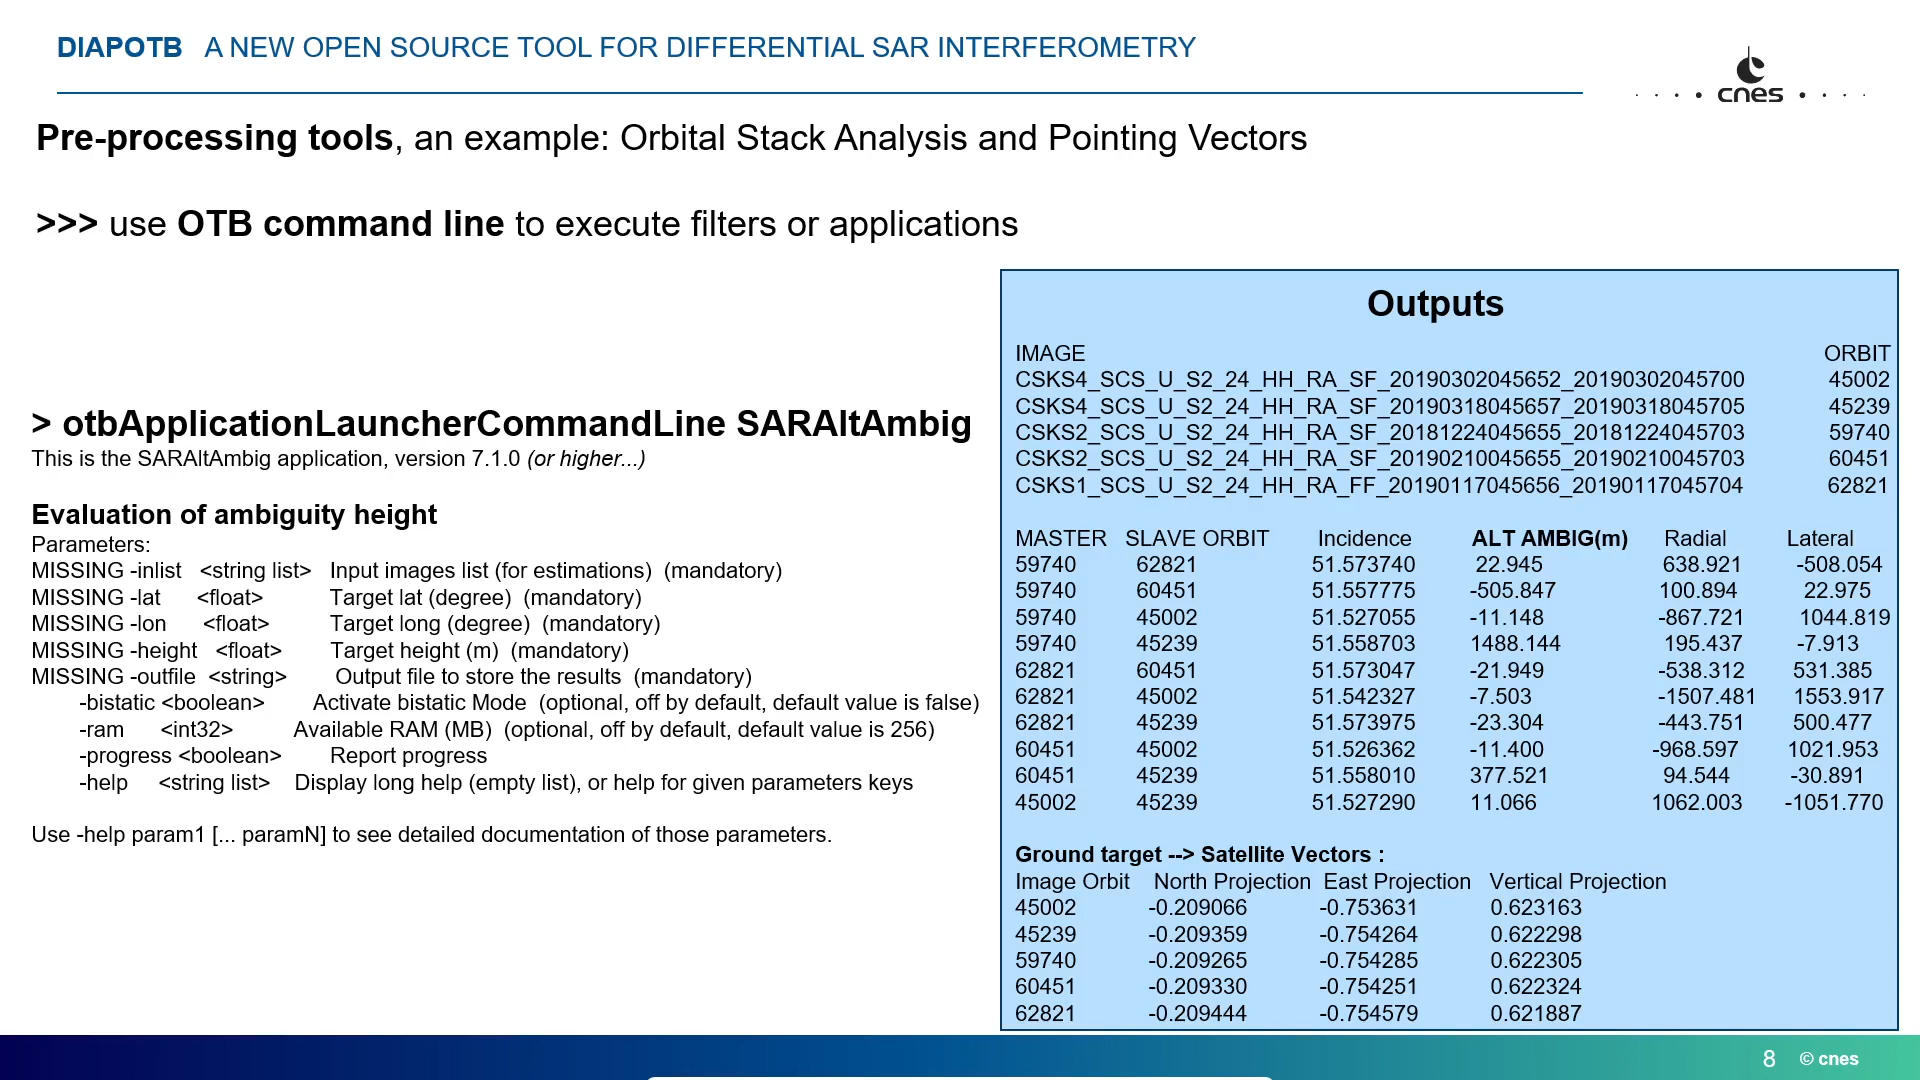 DIAPOTB A NEW OPEN SOURCE TOOL FOR DIFFERENTIAL SAR INTERFEROMETRY
cnes
Pre-processing tools, an example: Orbital Stack Analysis and Pointing Vectors
>>> use OTB command line to execute filters or applications
> otbApplicationLauncherCommandLine SARAltAmbig
This is the SARAltAmbig application, version 7.1.0 (or higher...)
Evaluation of ambiguity height
Parameters:
MISSING -inlist <string list> Input images list (for estimations) (mandatory)
MISSING -lat <float> Target lat (degree) (mandatory)
MISSING -lon <float> Target long (degree) (mandatory)
MISSING -height <float> Target height (m) (mandatory)
MISSING -outfile <string> Output file to store the results (mandatory)
-bistatic <boolean> Activate bistatic Mode (optional, off by default, default value is false)
-ram <int32> Available RAM (MB) (optional, off by default, default value is 256)
-progress <boolean> Report progress
-help <string list> Display long help (empty list), or help for given parameters keys
Use -help param1 [... paramN] to see detailed documentation of those parameters.
Outputs
IMAGE ORBIT
CSKS4_SCS_U_S2_24_HH_RA_SF_20190302045652_20190302045700 45002
CSKS4_SCS_U_S2_24_HH_RA_SF_20190318045657_20190318045705 45239
CSKS2_SCS_U_S2_24_HH_RA_SF_20181224045655_20181224045703 59740
CSKS2_SCS_U_S2_24_HH_RA_SF_20190210045655_20190210045703 60451
CSKS1_SCS_U_S2_24_HH_RA_FF_20190117045656_20190117045704 62821
MASTER SLAVE ORBIT Incidence ALT AMBIG(m) Radial Lateral
59740 62821 51.573740 22.945 638.921 -508.054
59740 60451 51.557775 -505.847 100.894 22.975
59740 45002 51.527055 -11.148 -867.721 1044.819
59740 45239 51.558703 1488.144 195.437 -7.913
62821 60451 51.573047 -21.949 -538.312 531.385
62821 45002 51.542327 -7.503 -1507.481 1553.917
62821 45239 51.573975 -23.304 -443.751 500.477
60451 45002 51.526362 -11.400 -968.597 1021.953
60451 45239 51.558010 377.521 94.544 -30.891
45002 45239 51.527290 11.066 1062.003 -1051.770
Ground target --> Satellite Vectors :
Image Orbit North Projection East Projection Vertical Projection
45002 -0.209066 -0.753631 0.623163
45239 -0.209359 -0.754264 0.622298
59740 -0.209265 -0.754285 0.622305
60451 -0.209330 -0.754251 0.622324
62821 -0.209444 -0.754579 0.621887
8 © cnes